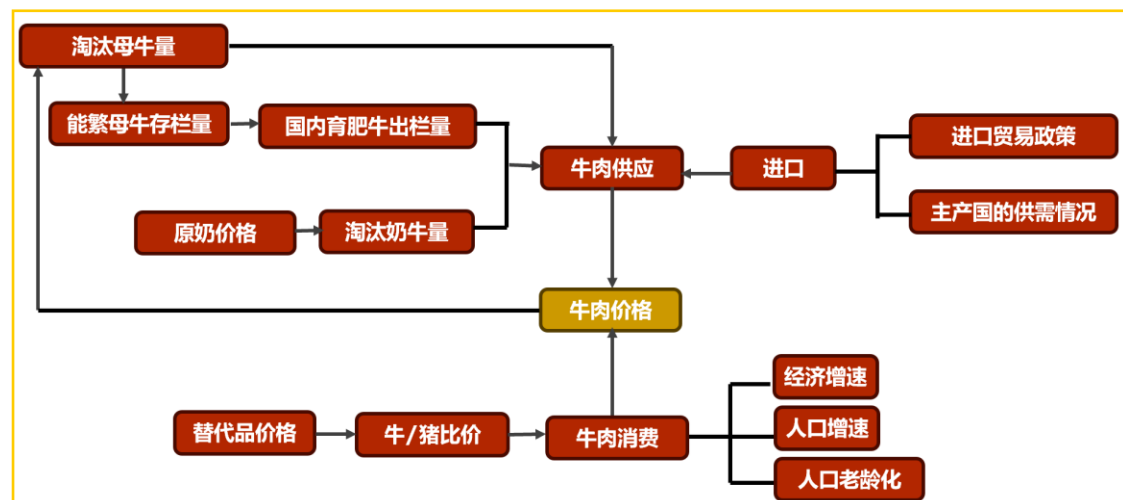 淘汰母牛量
能繁母牛存栏量
国内育肥牛出栏量
牛肉供应
进口
进口贸易政策
主产国的供需情况
原奶价格
淘汰奶牛量
牛肉价格
替代品价格
牛/猪比价
牛肉消费
经济增速
人口增速
人口老龄化